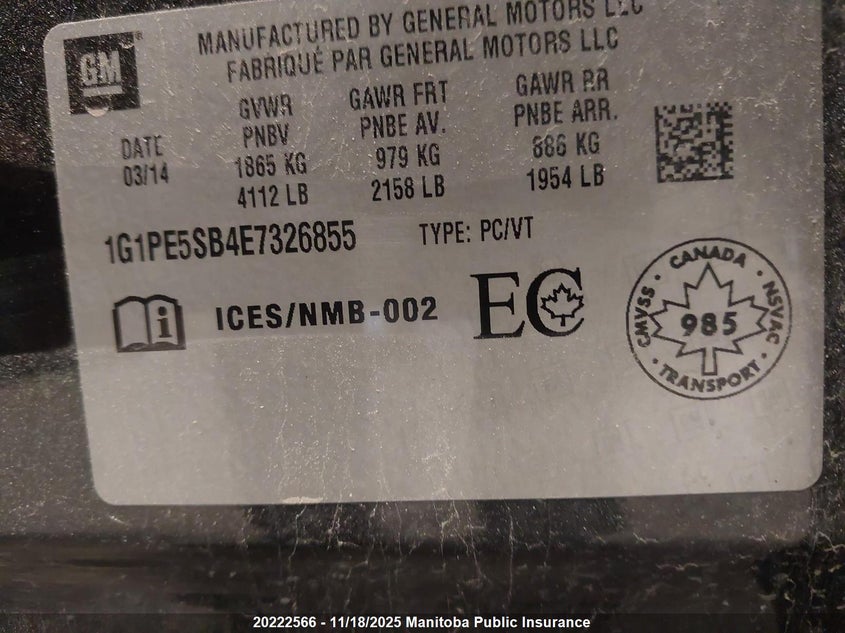 GM
MANUFACTURED BY GENERAL MOTORS LLC
FABRIQUÉ PAR GENERAL MOTORS LLC
DATE
03/14
GVWR
PNBV
1865 KG
4112 LB
GAWR FRT
PNBE AV.
979 KG
2158 LB
GAWR RR
PNBE ARR.
886 KG
1954 LB
1G1PE5SB4E7326855 TYPE: PC/VT
i ICES/NMB-002 EC
CANADA
CMVSS 985 NSVAC
TRANSPORT
20222566 - 11/18/2025 Manitoba Public Insurance